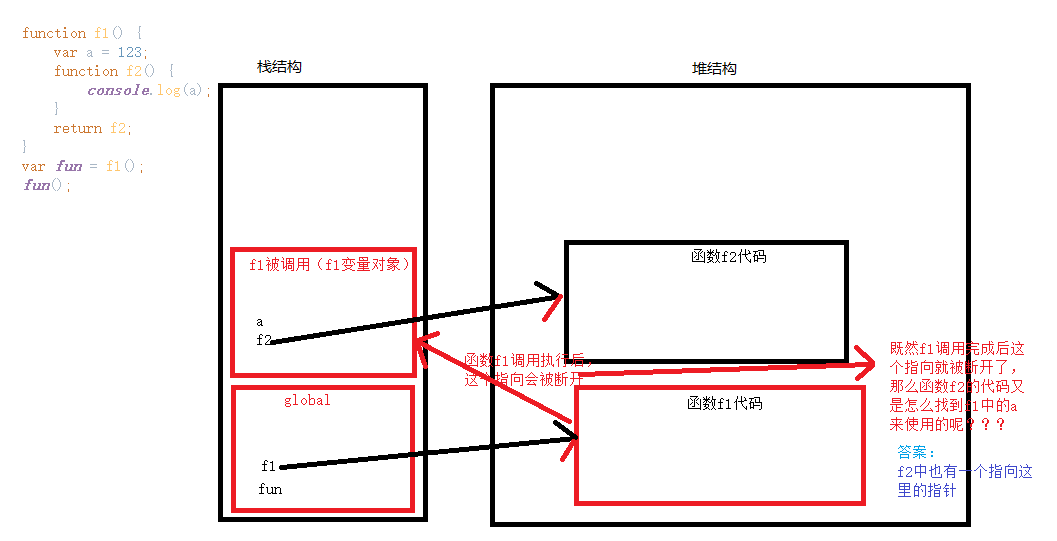 function f1() {
    var a = 123;
    function f2() {
        console.log(a);
    }
    return f2;
}
var fun = f1();
fun();
栈结构
堆结构
f1被调用（f1变量对象）
a
f2
函数f2代码
函数f1调用执行后，
这个指向会被断开
既然f1调用完成后这
个指向就被断开了，
那么函数f2的代码又
是怎么找到f1中的a
来使用的呢？？？
global
f1
fun
函数f1代码
答案：
f2中也有一个指向这
里的指针